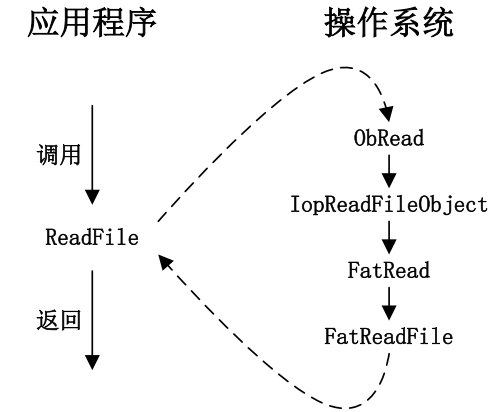 应用程序
操作系统
调用
ReadFile
返回
ObRead
IopReadFileObject
FatRead
FatReadFile